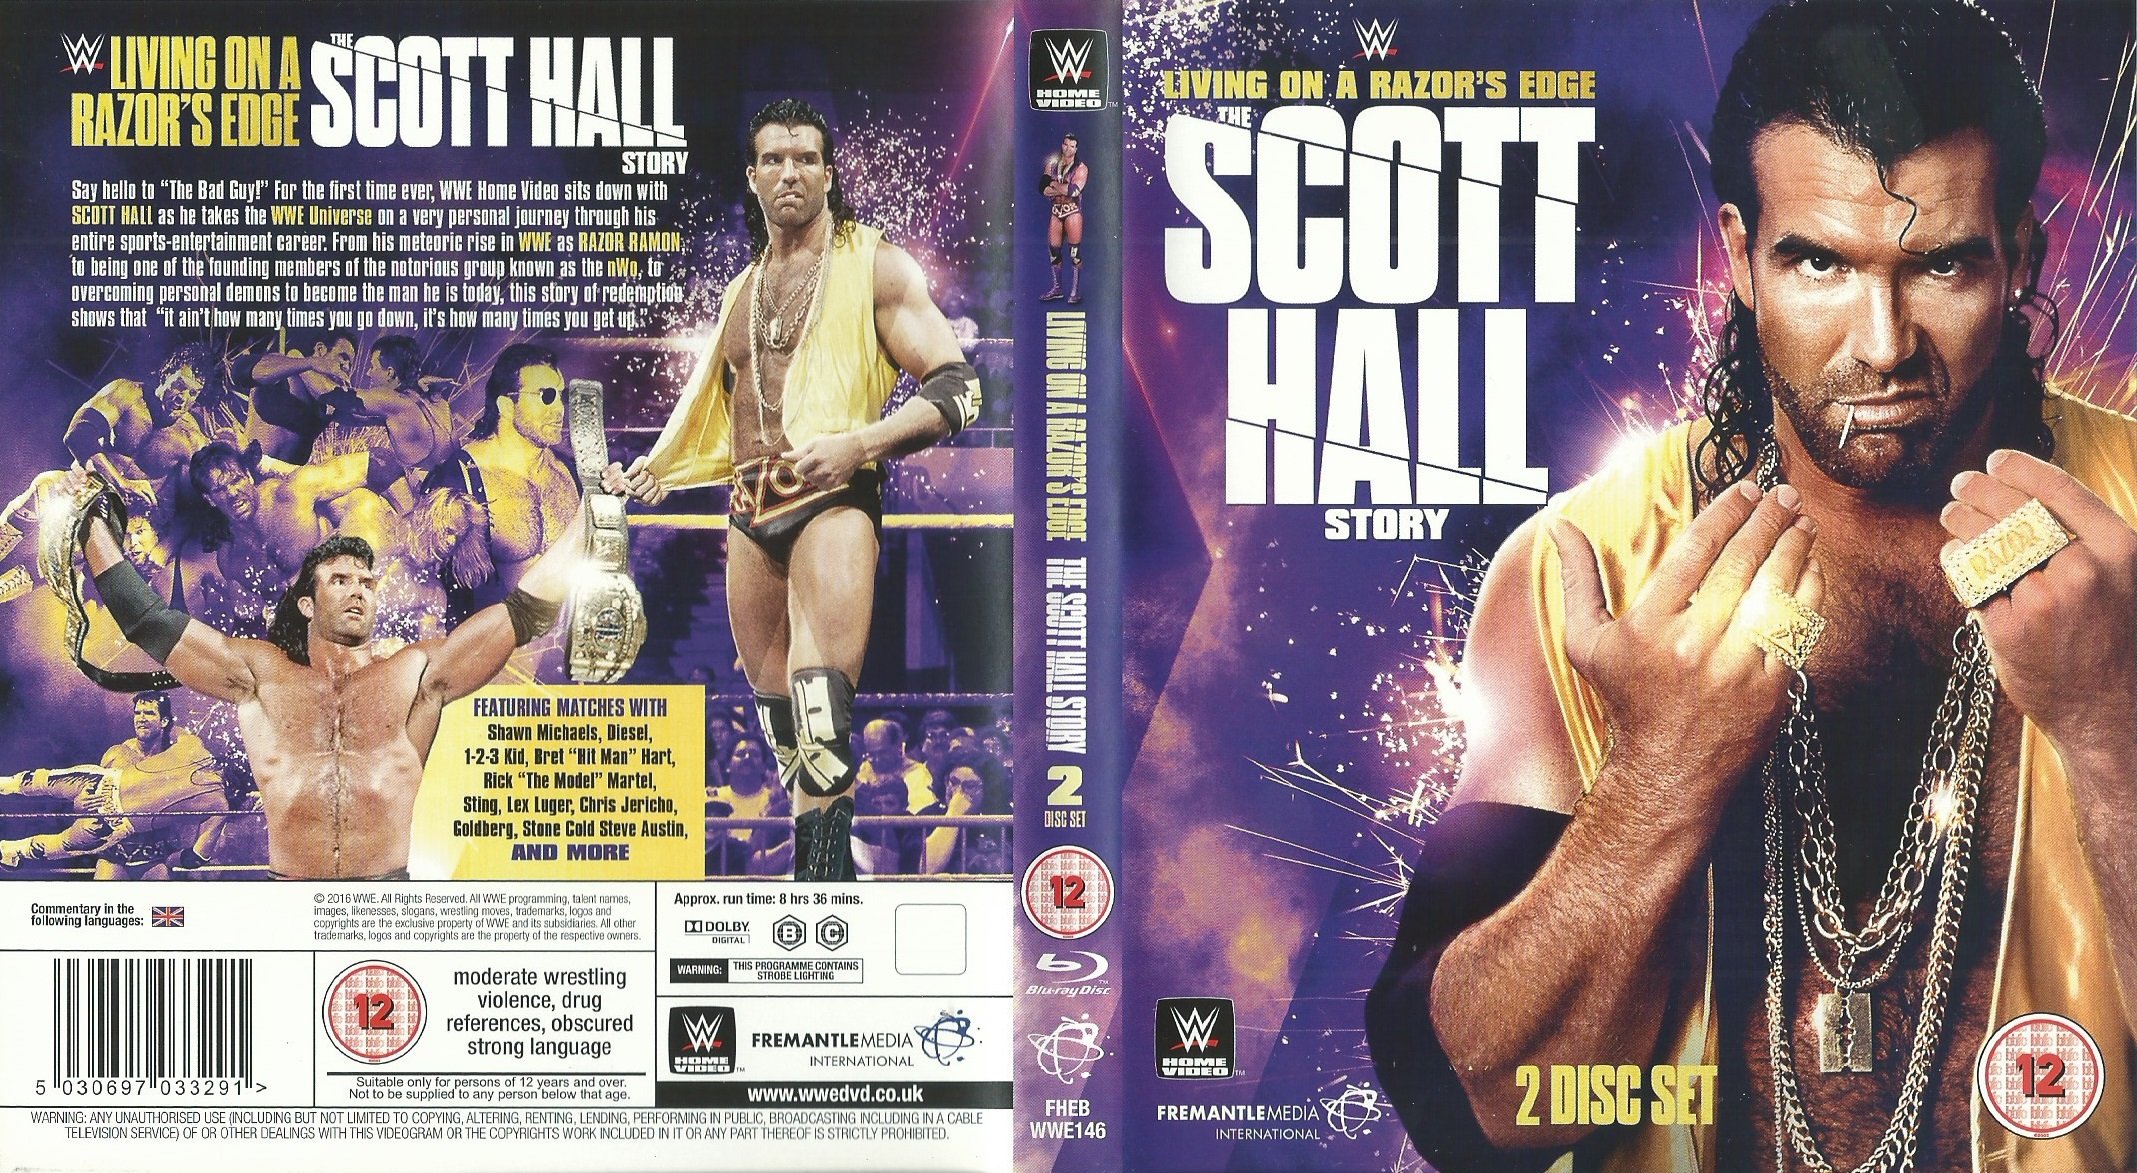 W LIVING ON A
RAZOR'S EDGE
THE
SCOTT HALL
STORY
Say hello to "The Bad Guy!" For the first time ever, WWE Home Video sits down with
SCOTT HALL as he takes the WWE Universe on a very personal journey through his
entire sports-entertainment career. From his meteoric rise in WWE as RAZOR RAMON,
to being one of the founding members of the notorious group known as the nWo, to
overcoming personal demons to become the man he is today, this story of redemption
shows that "it ain't how many times you go down, it's how many times you get up."
FEATURING MATCHES WITH
Shawn Michaels, Diesel,
1-2-3 Kid, Bret "Hit Man" Hart,
Rick "The Model" Martel,
Sting, Lex Luger, Chris Jericho,
Goldberg, Stone Cold Steve Austin,
AND MORE
Commentary in the
following languages:
© 2016 WWE. All Rights Reserved. All WWE programming, talent names,
images, likenesses, slogans, wrestling moves, trademarks, logos and
copyrights are the exclusive property of WWE and its subsidiaries. All other
trademarks, logos and copyrights are the property of the respective owners.
Approx. run time: 8 hrs 36 mins.
DOLBY
DIGITAL
B C
WARNING: THIS PROGRAMME CONTAINS
STROBE LIGHTING
5 030697 033291 >
12
moderate wrestling
violence, drug
references, obscured
strong language
Suitable only for persons of 12 years and over.
Not to be supplied to any person below that age.
W
HOME
VIDEO™
FREMANTLEMEDIA
INTERNATIONAL
www.wwedvd.co.uk
WARNING: ANY UNAUTHORISED USE (INCLUDING BUT NOT LIMITED TO COPYING, ALTERING, RENTING, LENDING, PERFORMING IN PUBLIC, BROADCASTING INCLUDING IN A CABLE
TELEVISION SERVICE) OF OR OTHER DEALINGS WITH THIS VIDEOGRAM OR THE COPYRIGHTS WORK INCLUDED IN IT OR ANY PART THEREOF IS STRICTLY PROHIBITED.
W
HOME
VIDEO™
LIVING ON A RAZOR'S EDGE THE SCOTT HALL STORY
2
DISC SET
12
Blu-ray Disc™
FHEB
WWE146
W
LIVING ON A RAZOR'S EDGE
THE
SCOTT
HALL
STORY
RAZOR
W
HOME
VIDEO™
FREMANTLEMEDIA
INTERNATIONAL
2 DISC SET
12